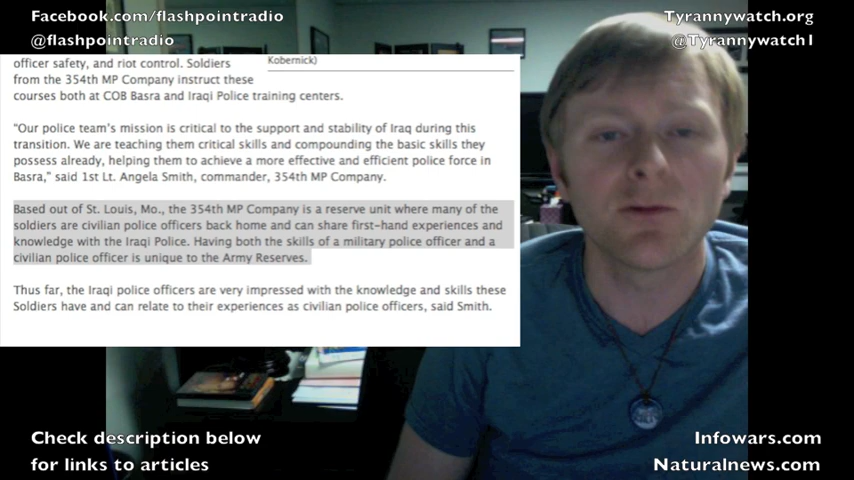 Facebook.com/flashpointradio
@flashpointradio
Tyrannywatch.org
@Tyrannywatch1
officer safety, and riot control. Soldiers
from the 354th MP Company instruct these
courses both at COB Basra and Iraqi Police training centers.
Kobernick)
“Our police team’s mission is critical to the support and stability of Iraq during this
transition. We are teaching them critical skills and compounding the basic skills they
possess already, helping them to achieve a more effective and efficient police force in
Basra,” said 1st Lt. Angela Smith, commander, 354th MP Company.
Based out of St. Louis, Mo., the 354th MP Company is a reserve unit where many of the
soldiers are civilian police officers back home and can share first-hand experiences and
knowledge with the Iraqi Police. Having both the skills of a military police officer and a
civilian police officer is unique to the Army Reserves.
Thus far, the Iraqi police officers are very impressed with the knowledge and skills these
Soldiers have and can relate to their experiences as civilian police officers, said Smith.
Check description below
for links to articles
Infowars.com
Naturalnews.com